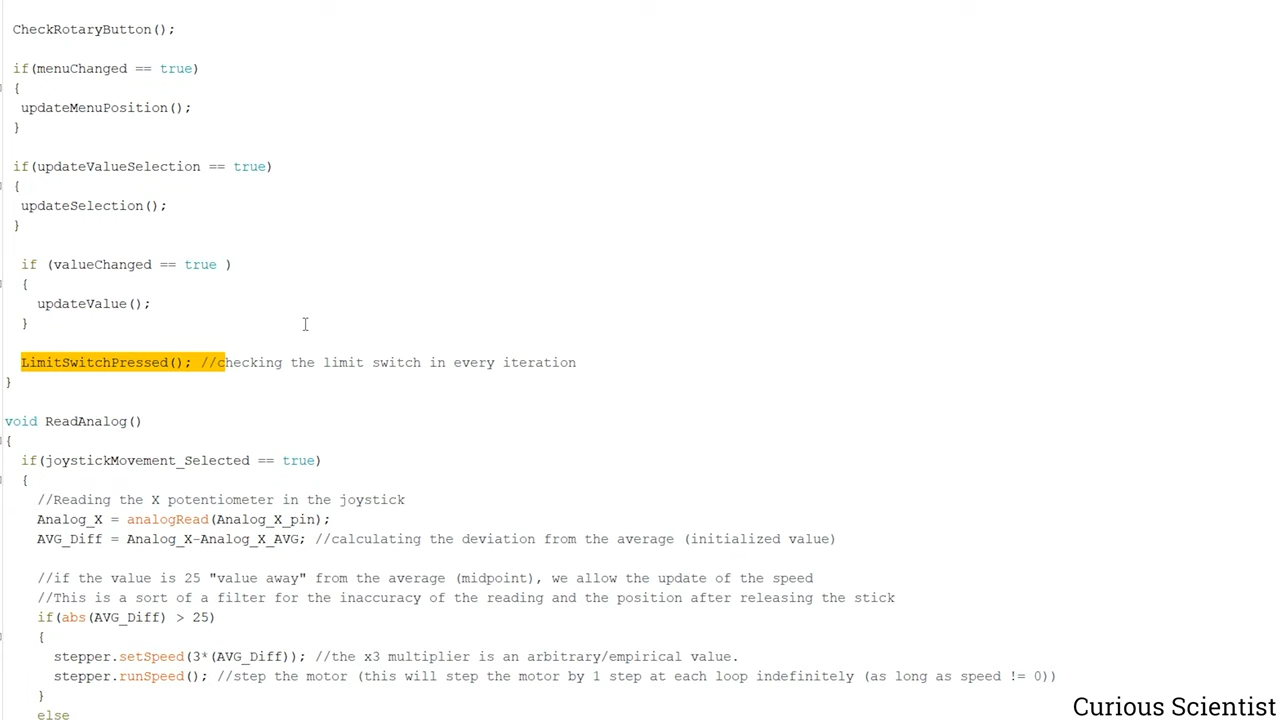 CheckRotaryButton();
if(menuChanged == true)
{
updateMenuPosition();
}
if(updateValueSelection == true)
{
updateSelection();
}
if (valueChanged == true )
{
updateValue();
}
LimitSwitchPressed(); //checking the limit switch in every iteration
}
void ReadAnalog()
{
if(joystickMovement_Selected == true)
{
//Reading the X potentiometer in the joystick
Analog_X = analogRead(Analog_X_pin);
AVG_Diff = Analog_X-Analog_X_AVG; //calculating the deviation from the average (initialized value)
//if the value is 25 "value away" from the average (midpoint), we allow the update of the speed
//This is a sort of a filter for the inaccuracy of the reading and the position after releasing the stick
if(abs(AVG_Diff) > 25)
{
stepper.setSpeed(3*(AVG_Diff)); //the x3 multiplier is an arbitrary/empirical value.
stepper.runSpeed(); //step the motor (this will step the motor by 1 step at each loop indefinitely (as long as speed != 0))
}
else
Curious Scientist